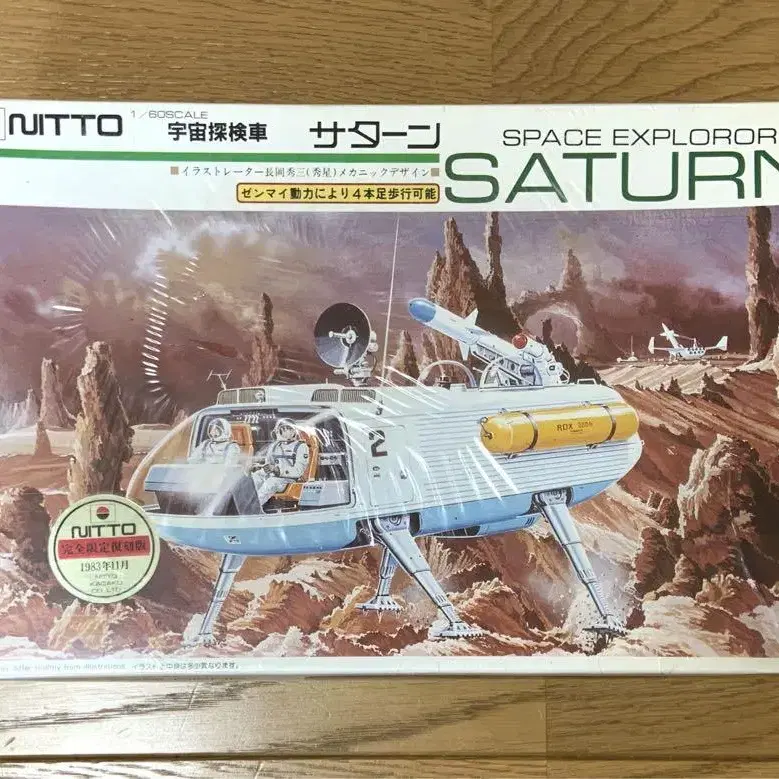 NITTO
1/60SCALE
宇宙探検車 サターン
SPACE EXPLOROR
SATURN
■イラストレーター長岡秀三(秀星)メカニックデザイン■
ゼンマイ動力により4本足歩行可能
2
RDX
NITTO
完全限定復刻版
1983年11月
from illustrations. イラストと中身は多少異なります。